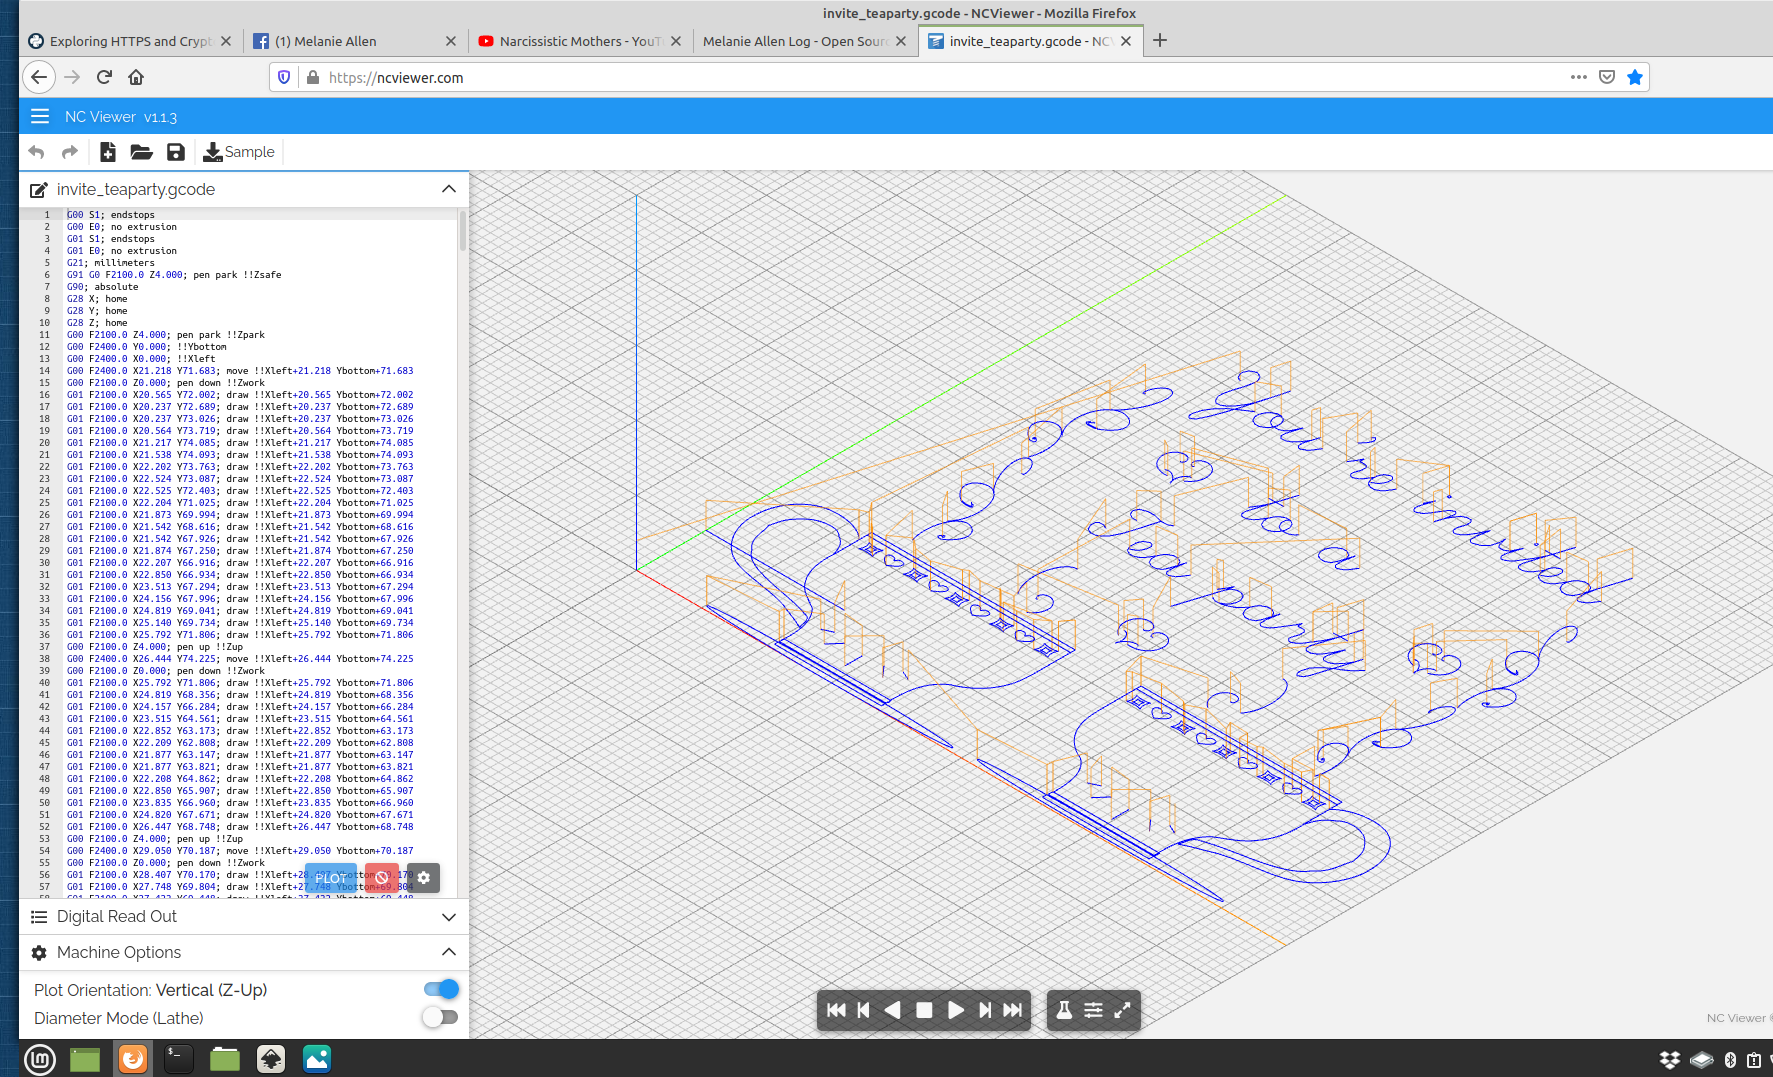 invite_teaparty.gcode - NCViewer - Mozilla Firefox
Exploring HTTPS and Crypt
(1) Melanie Allen
Narcissistic Mothers - YouT
Melanie Allen Log - Open Sourc
invite_teaparty.gcode - NC
https://ncviewer.com
NC Viewer v1.1.3
Sample
invite_teaparty.gcode
1 G00 S1; endstops
2 G00 E0; no extrusion
3 G01 S1; endstops
4 G01 E0; no extrusion
5 G21; millimeters
6 G91 G0 F2100.0 Z4.000; pen park !!Zsafe
7 G90; absolute
8 G28 X; home
9 G28 Y; home
10 G28 Z; home
11 G00 F2100.0 Z4.000; pen park !!Zpark
12 G00 F2400.0 Y0.000; !!Ybottom
13 G00 F2400.0 X0.000; !!Xleft
14 G00 F2400.0 X21.218 Y71.683; move !!Xleft+21.218 Ybottom+71.683
15 G00 F2100.0 Z0.000; pen down !!Zwork
16 G01 F2100.0 X20.565 Y72.002; draw !!Xleft+20.565 Ybottom+72.002
17 G01 F2100.0 X20.237 Y72.689; draw !!Xleft+20.237 Ybottom+72.689
18 G01 F2100.0 X20.237 Y73.026; draw !!Xleft+20.237 Ybottom+73.026
19 G01 F2100.0 X20.564 Y73.719; draw !!Xleft+20.564 Ybottom+73.719
20 G01 F2100.0 X21.217 Y74.085; draw !!Xleft+21.217 Ybottom+74.085
21 G01 F2100.0 X21.538 Y74.093; draw !!Xleft+21.538 Ybottom+74.093
22 G01 F2100.0 X22.202 Y73.763; draw !!Xleft+22.202 Ybottom+73.763
23 G01 F2100.0 X22.524 Y73.087; draw !!Xleft+22.524 Ybottom+73.087
24 G01 F2100.0 X22.525 Y72.403; draw !!Xleft+22.525 Ybottom+72.403
25 G01 F2100.0 X22.204 Y71.025; draw !!Xleft+22.204 Ybottom+71.025
26 G01 F2100.0 X21.873 Y69.994; draw !!Xleft+21.873 Ybottom+69.994
27 G01 F2100.0 X21.542 Y68.616; draw !!Xleft+21.542 Ybottom+68.616
28 G01 F2100.0 X21.542 Y67.926; draw !!Xleft+21.542 Ybottom+67.926
29 G01 F2100.0 X21.874 Y67.250; draw !!Xleft+21.874 Ybottom+67.250
30 G01 F2100.0 X22.207 Y66.916; draw !!Xleft+22.207 Ybottom+66.916
31 G01 F2100.0 X22.850 Y66.934; draw !!Xleft+22.850 Ybottom+66.934
32 G01 F2100.0 X23.513 Y67.294; draw !!Xleft+23.513 Ybottom+67.294
33 G01 F2100.0 X24.156 Y67.996; draw !!Xleft+24.156 Ybottom+67.996
34 G01 F2100.0 X24.819 Y69.041; draw !!Xleft+24.819 Ybottom+69.041
35 G01 F2100.0 X25.140 Y69.734; draw !!Xleft+25.140 Ybottom+69.734
36 G01 F2100.0 X25.792 Y71.806; draw !!Xleft+25.792 Ybottom+71.806
37 G00 F2100.0 Z4.000; pen up !!Zup
38 G00 F2400.0 X26.444 Y74.225; move !!Xleft+26.444 Ybottom+74.225
39 G00 F2100.0 Z0.000; pen down !!Zwork
40 G01 F2100.0 X25.792 Y71.806; draw !!Xleft+25.792 Ybottom+71.806
41 G01 F2100.0 X24.819 Y68.356; draw !!Xleft+24.819 Ybottom+68.356
42 G01 F2100.0 X24.157 Y66.284; draw !!Xleft+24.157 Ybottom+66.284
43 G01 F2100.0 X23.515 Y64.561; draw !!Xleft+23.515 Ybottom+64.561
44 G01 F2100.0 X22.852 Y63.173; draw !!Xleft+22.852 Ybottom+63.173
45 G01 F2100.0 X22.209 Y62.808; draw !!Xleft+22.209 Ybottom+62.808
46 G01 F2100.0 X21.877 Y63.147; draw !!Xleft+21.877 Ybottom+63.147
47 G01 F2100.0 X21.877 Y63.821; draw !!Xleft+21.877 Ybottom+63.821
48 G01 F2100.0 X22.208 Y64.862; draw !!Xleft+22.208 Ybottom+64.862
49 G01 F2100.0 X22.850 Y65.907; draw !!Xleft+22.850 Ybottom+65.907
50 G01 F2100.0 X23.835 Y66.960; draw !!Xleft+23.835 Ybottom+66.960
51 G01 F2100.0 X24.820 Y67.671; draw !!Xleft+24.820 Ybottom+67.671
52 G01 F2100.0 X26.447 Y68.748; draw !!Xleft+26.447 Ybottom+68.748
53 G00 F2100.0 Z4.000; pen up !!Zup
54 G00 F2400.0 X29.050 Y70.187; move !!Xleft+29.050 Ybottom+70.187
55 G00 F2100.0 Z0.000; pen down !!Zwork
56 G01 F2100.0 X28.407 Y70.170; draw !!Xleft+28.407 Ybottom+70.170
57 G01 F2100.0 X27.748 Y69.804; draw !!Xleft+27.748 Ybottom+69.804
PLOT
Digital Read Out
Machine Options
Plot Orientation: Vertical (Z-Up)
Diameter Mode (Lathe)
You're invited
to a
tea party
NC Viewer ©